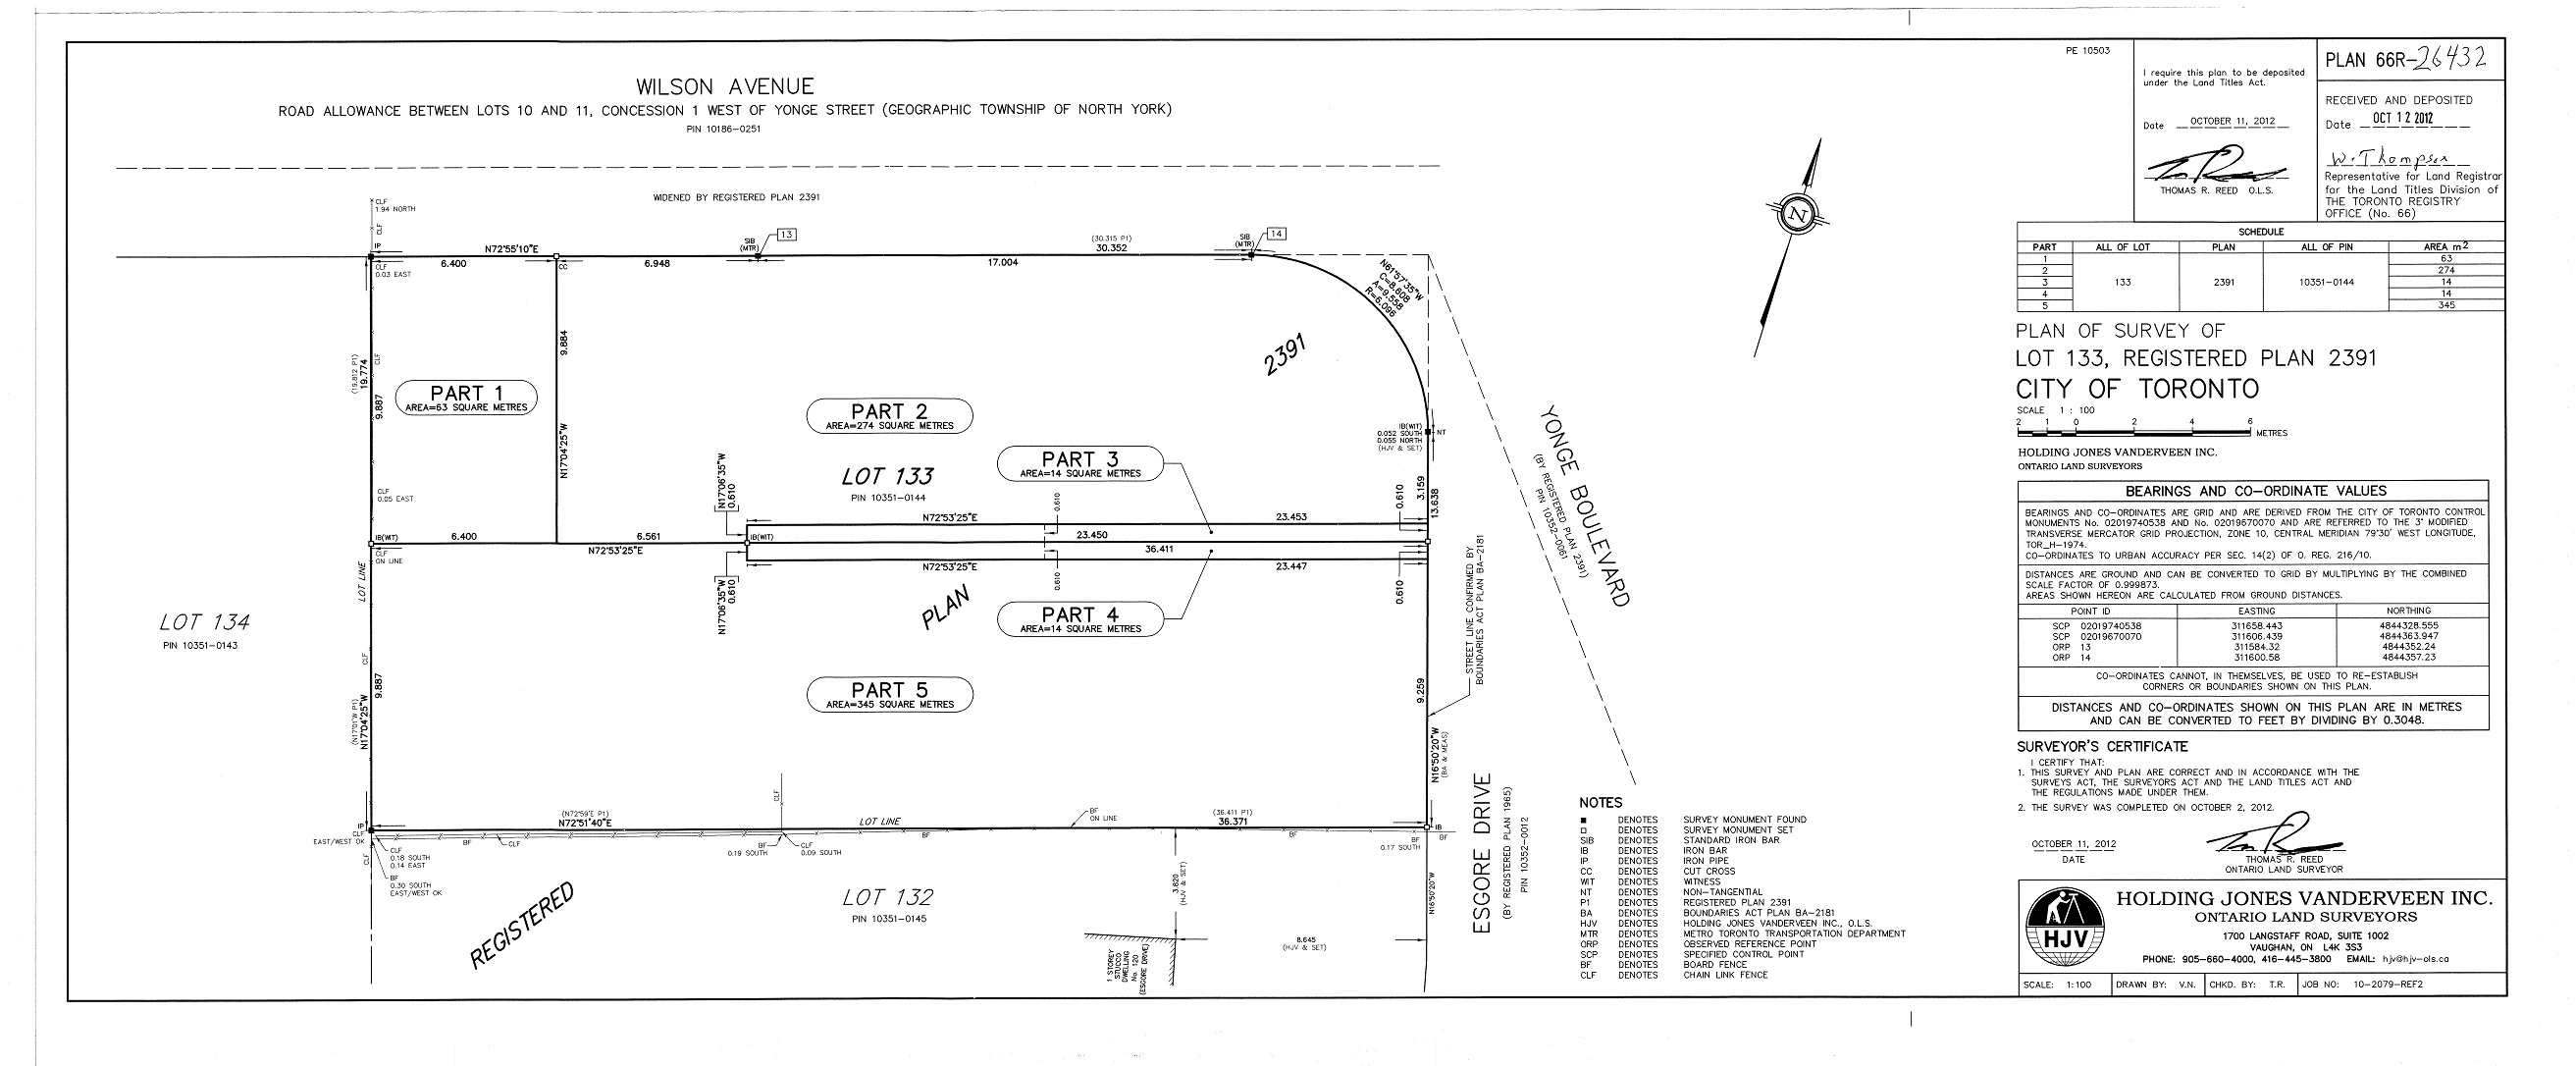 PE 10503
I require this plan to be deposited
under the Land Titles Act.
Date OCTOBER 11, 2012
THOMAS R. REED O.L.S.
PLAN 66R-26432
RECEIVED AND DEPOSITED
Date OCT 12 2012
W. Thompson
Representative for Land Registrar
for the Land Titles Division of
THE TORONTO REGISTRY
OFFICE (No. 66)
WILSON AVENUE
ROAD ALLOWANCE BETWEEN LOTS 10 AND 11, CONCESSION 1 WEST OF YONGE STREET (GEOGRAPHIC TOWNSHIP OF NORTH YORK)
PIN 10186-0251
WIDENED BY REGISTERED PLAN 2391
CLF
1.94 NORTH
CLF
IP
N72°55'10"E
SIB
(MTR)
13
(30.315 P1)
30.352
SIB
(MTR)
14
CLF
0.03 EAST
6.400
CC
6.948
17.004
N61°57'35"W
C=8.608
A=9.558
R=6.096
N
(19.812 P1)
19.774
CLF
9.887
9.884
N17°04'25"W
2391
PART 1
AREA=63 SQUARE METRES
PART 2
AREA=274 SQUARE METRES
LOT 133
PIN 10351-0144
PART 3
AREA=14 SQUARE METRES
IB(WIT)
0.052 SOUTH
0.055 NORTH
(HJV & SET)
NT
CLF
0.05 EAST
N17°06'35"W
0.610
0.610
0.610
3.159
13.638
N72°53'25"E
23.453
IB(WIT)
6.400
6.561
IB(WIT)
23.450
CLF
ON LINE
N72°53'25"E
36.411
N72°53'25"E
23.447
N17°06'35"W
0.610
0.610
0.610
LOT LINE
PLAN
PART 4
AREA=14 SQUARE METRES
LOT 134
PIN 10351-0143
CLF
9.887
(N17°01'W P1)
N17°04'25"W
PART 5
AREA=345 SQUARE METRES
9.259
STREET LINE CONFIRMED BY
BOUNDARIES ACT PLAN BA-2181
N16°50'20"W
(BA & MEAS)
YONGE BOULEVARD
(BY REGISTERED PLAN 2391)
PIN 10352-0061
ESGORE DRIVE
(BY REGISTERED PLAN 1965)
PIN 10352-0012
CLF
(N72°59'E P1)
N72°51'40"E
LOT LINE
BF
ON LINE
(36.411 P1)
36.371
IP
CLF
EAST/WEST OK
CLF
CLF
0.18 SOUTH
0.14 EAST
BF
0.30 SOUTH
EAST/WEST OK
BF
CLF
BF
0.19 SOUTH
CLF
0.09 SOUTH
BF
BF
BF
0.17 SOUTH
IB
BF
REGISTERED
LOT 132
PIN 10351-0145
3.820
(HJV & SET)
8.645
(HJV & SET)
N16°50'20"W
1 STOREY
STUCCO
DWELLING
No. 120
(ESGORE DRIVE)
NOTES
■ DENOTES SURVEY MONUMENT FOUND
□ DENOTES SURVEY MONUMENT SET
SIB DENOTES STANDARD IRON BAR
IB DENOTES IRON BAR
IP DENOTES IRON PIPE
CC DENOTES CUT CROSS
WIT DENOTES WITNESS
NT DENOTES NON-TANGENTIAL
P1 DENOTES REGISTERED PLAN 2391
BA DENOTES BOUNDARIES ACT PLAN BA-2181
HJV DENOTES HOLDING JONES VANDERVEEN INC., O.L.S.
MTR DENOTES METRO TORONTO TRANSPORTATION DEPARTMENT
ORP DENOTES OBSERVED REFERENCE POINT
SCP DENOTES SPECIFIED CONTROL POINT
BF DENOTES BOARD FENCE
CLF DENOTES CHAIN LINK FENCE
SCHEDULE
PART ALL OF LOT PLAN ALL OF PIN AREA m2
1 63
2 274
3 133 2391 10351-0144 14
4 14
5 345
PLAN OF SURVEY OF
LOT 133, REGISTERED PLAN 2391
CITY OF TORONTO
SCALE 1 : 100
2 1 0 2 4 6
METRES
HOLDING JONES VANDERVEEN INC.
ONTARIO LAND SURVEYORS
BEARINGS AND CO-ORDINATE VALUES
BEARINGS AND CO-ORDINATES ARE GRID AND ARE DERIVED FROM THE CITY OF TORONTO CONTROL
MONUMENTS No. 02019740538 AND No. 02019670070 AND ARE REFERRED TO THE 3° MODIFIED
TRANSVERSE MERCATOR GRID PROJECTION, ZONE 10, CENTRAL MERIDIAN 79°30' WEST LONGITUDE,
TOR_H-1974.
CO-ORDINATES TO URBAN ACCURACY PER SEC. 14(2) OF O. REG. 216/10.
DISTANCES ARE GROUND AND CAN BE CONVERTED TO GRID BY MULTIPLYING BY THE COMBINED
SCALE FACTOR OF 0.999873.
AREAS SHOWN HEREON ARE CALCULATED FROM GROUND DISTANCES.
POINT ID EASTING NORTHING
SCP 02019740538 311658.443 4844328.555
SCP 02019670070 311606.439 4844363.947
ORP 13 311584.32 4844352.24
ORP 14 311600.58 4844357.23
CO-ORDINATES CANNOT, IN THEMSELVES, BE USED TO RE-ESTABLISH
CORNERS OR BOUNDARIES SHOWN ON THIS PLAN.
DISTANCES AND CO-ORDINATES SHOWN ON THIS PLAN ARE IN METRES
AND CAN BE CONVERTED TO FEET BY DIVIDING BY 0.3048.
SURVEYOR'S CERTIFICATE
I CERTIFY THAT:
1. THIS SURVEY AND PLAN ARE CORRECT AND IN ACCORDANCE WITH THE
SURVEYS ACT, THE SURVEYORS ACT AND THE LAND TITLES ACT AND
THE REGULATIONS MADE UNDER THEM.
2. THE SURVEY WAS COMPLETED ON OCTOBER 2, 2012.
OCTOBER 11, 2012
DATE
THOMAS R. REED
ONTARIO LAND SURVEYOR
HJV
HOLDING JONES VANDERVEEN INC.
ONTARIO LAND SURVEYORS
1700 LANGSTAFF ROAD, SUITE 1002
VAUGHAN, ON L4K 3S3
PHONE: 905-660-4000, 416-445-3800 EMAIL: hjv@hjv-ols.ca
SCALE: 1:100 DRAWN BY: V.N. CHKD. BY: T.R. JOB NO: 10-2079-REF2